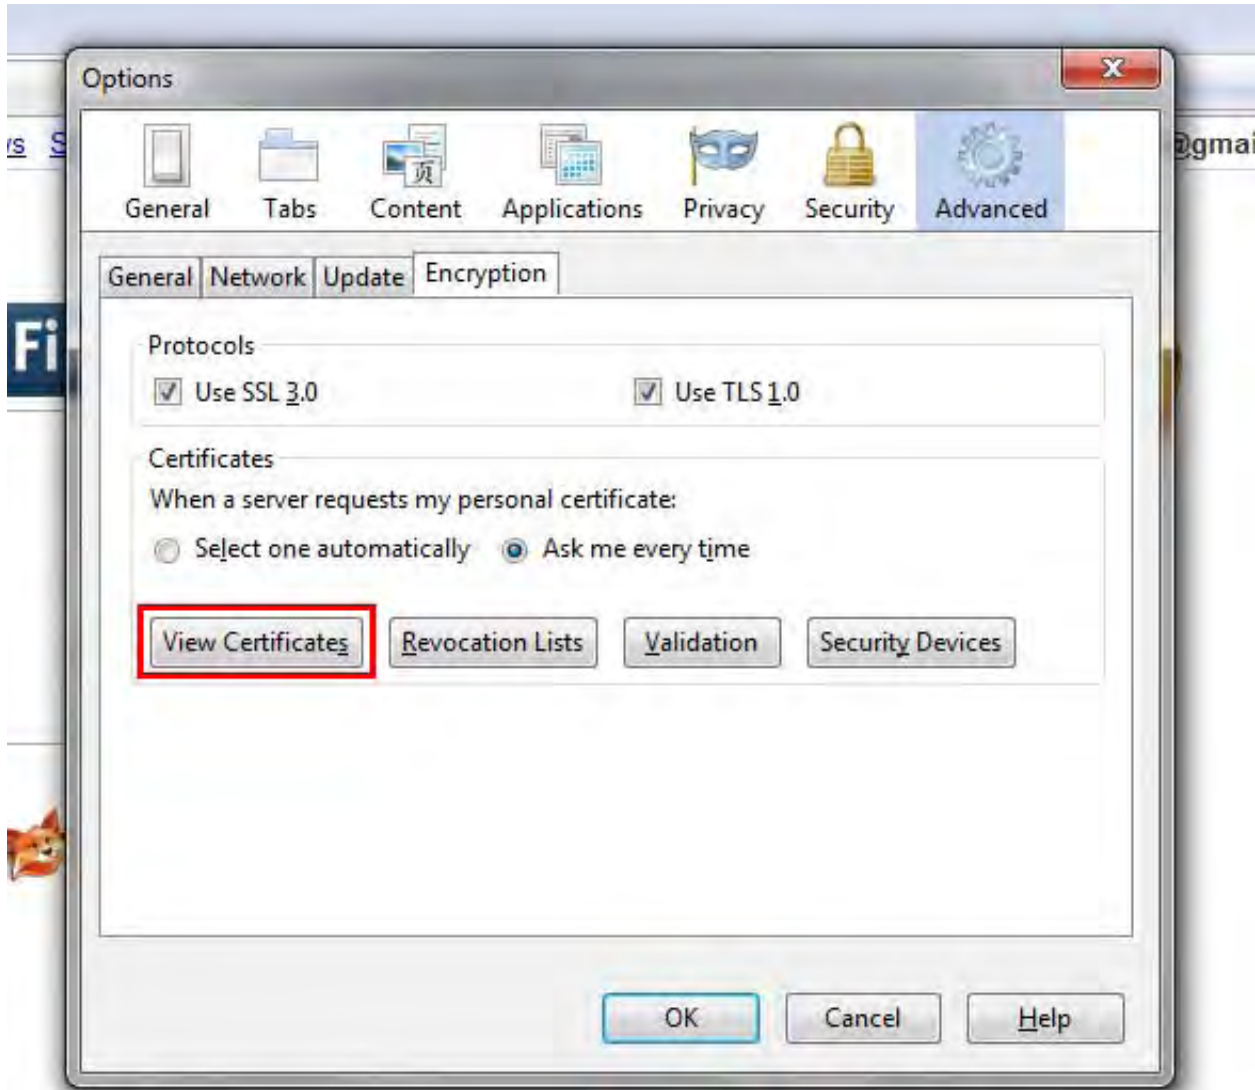 Options
X
s S
@gmai
页
General Tabs Content Applications Privacy Security Advanced
General Network Update Encryption
Fi
Protocols
Use SSL 3.0 Use TLS 1.0
Certificates
When a server requests my personal certificate:
Select one automatically Ask me every time
View Certificates Revocation Lists Validation Security Devices
OK Cancel Help